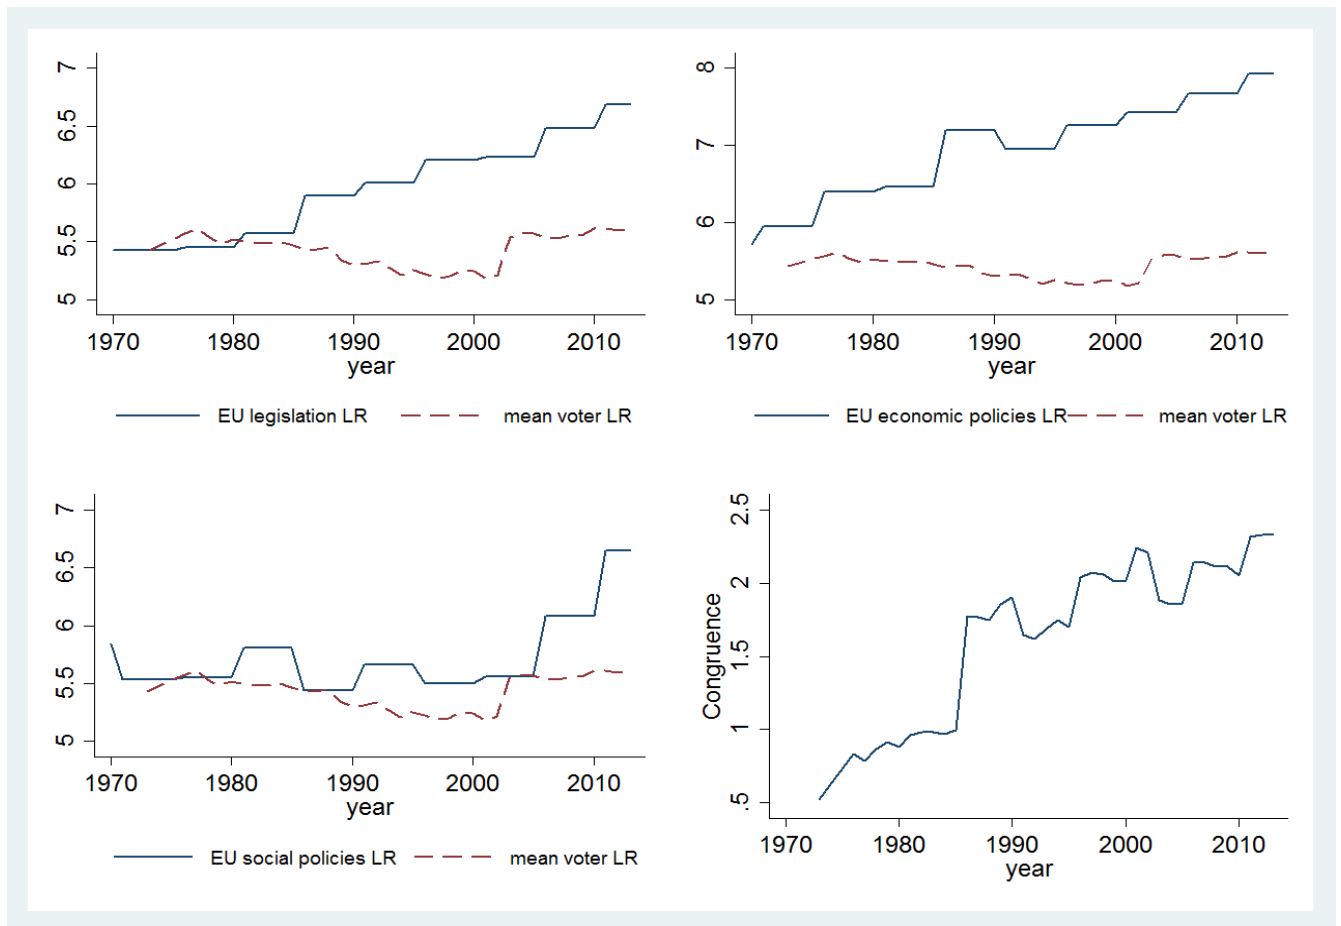 7
6.5
6
5.5
5
1970 1980 1990 2000 2010
year
EU legislation LR mean voter LR
8
7
6
5
1970 1980 1990 2000 2010
year
EU economic policies LR mean voter LR
7
6.5
6
5.5
5
1970 1980 1990 2000 2010
year
EU social policies LR mean voter LR
Congruence
2.5
2
1.5
1
.5
1970 1980 1990 2000 2010
year